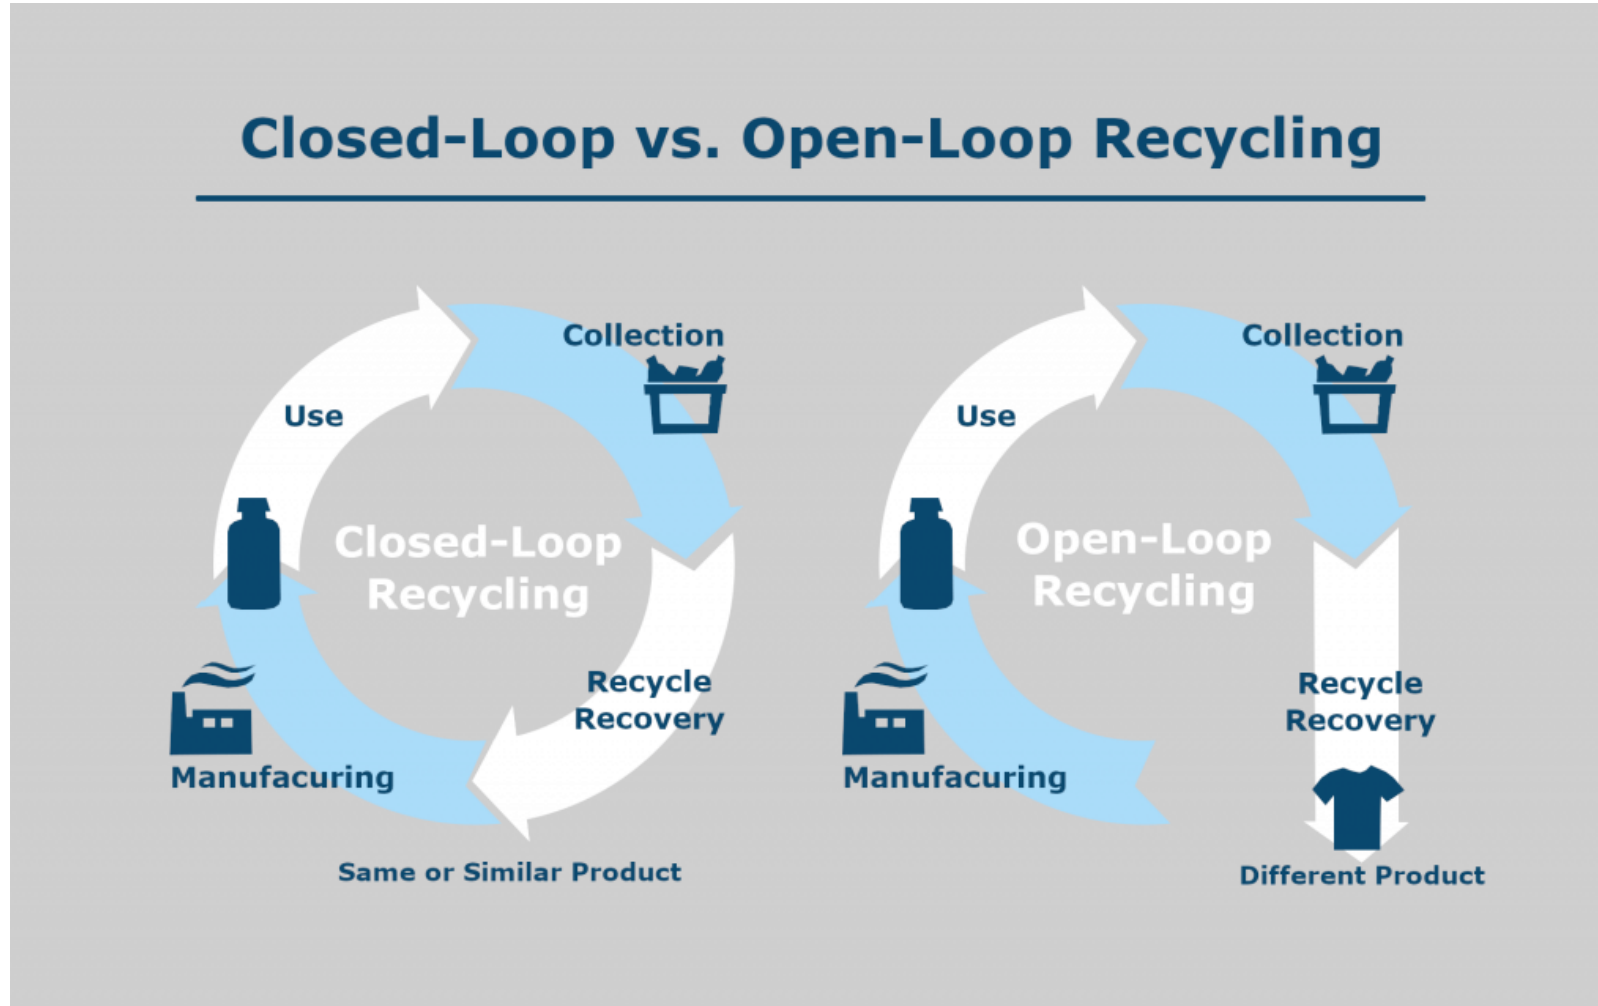 Closed-Loop vs. Open-Loop Recycling
Collection
Use
Closed-Loop
Recycling
Recycle
Recovery
Manufacuring
Same or Similar Product
Collection
Use
Open-Loop
Recycling
Recycle
Recovery
Manufacuring
Different Product